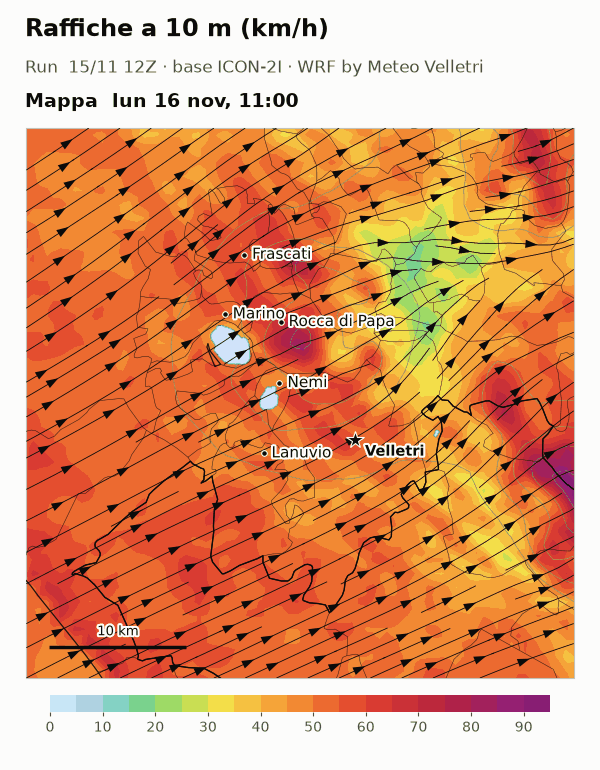 Raffiche a 10 m (km/h)
Run  15/11 12Z · base ICON-2I · WRF by Meteo Velletri
Mappa  lun 16 nov, 11:00
Frascati
Marino
Rocca di Papa
Nemi
Velletri
Lanuvio
10 km
0 10 20 30 40 50 60 70 80 90